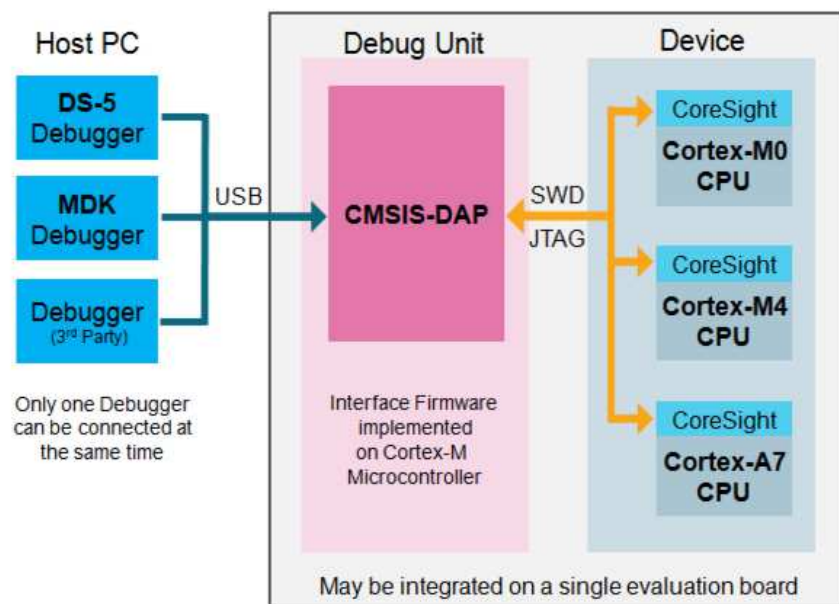 Host PC
DS-5
Debugger
MDK
Debugger
Debugger
(3rd Party)
Only one Debugger
can be connected at
the same time
USB
Debug Unit
CMSIS-DAP
Interface Firmware
implemented
on Cortex-M
Microcontroller
SWD
JTAG
Device
CoreSight
Cortex-M0
CPU
CoreSight
Cortex-M4
CPU
CoreSight
Cortex-A7
CPU
May be integrated on a single evaluation board